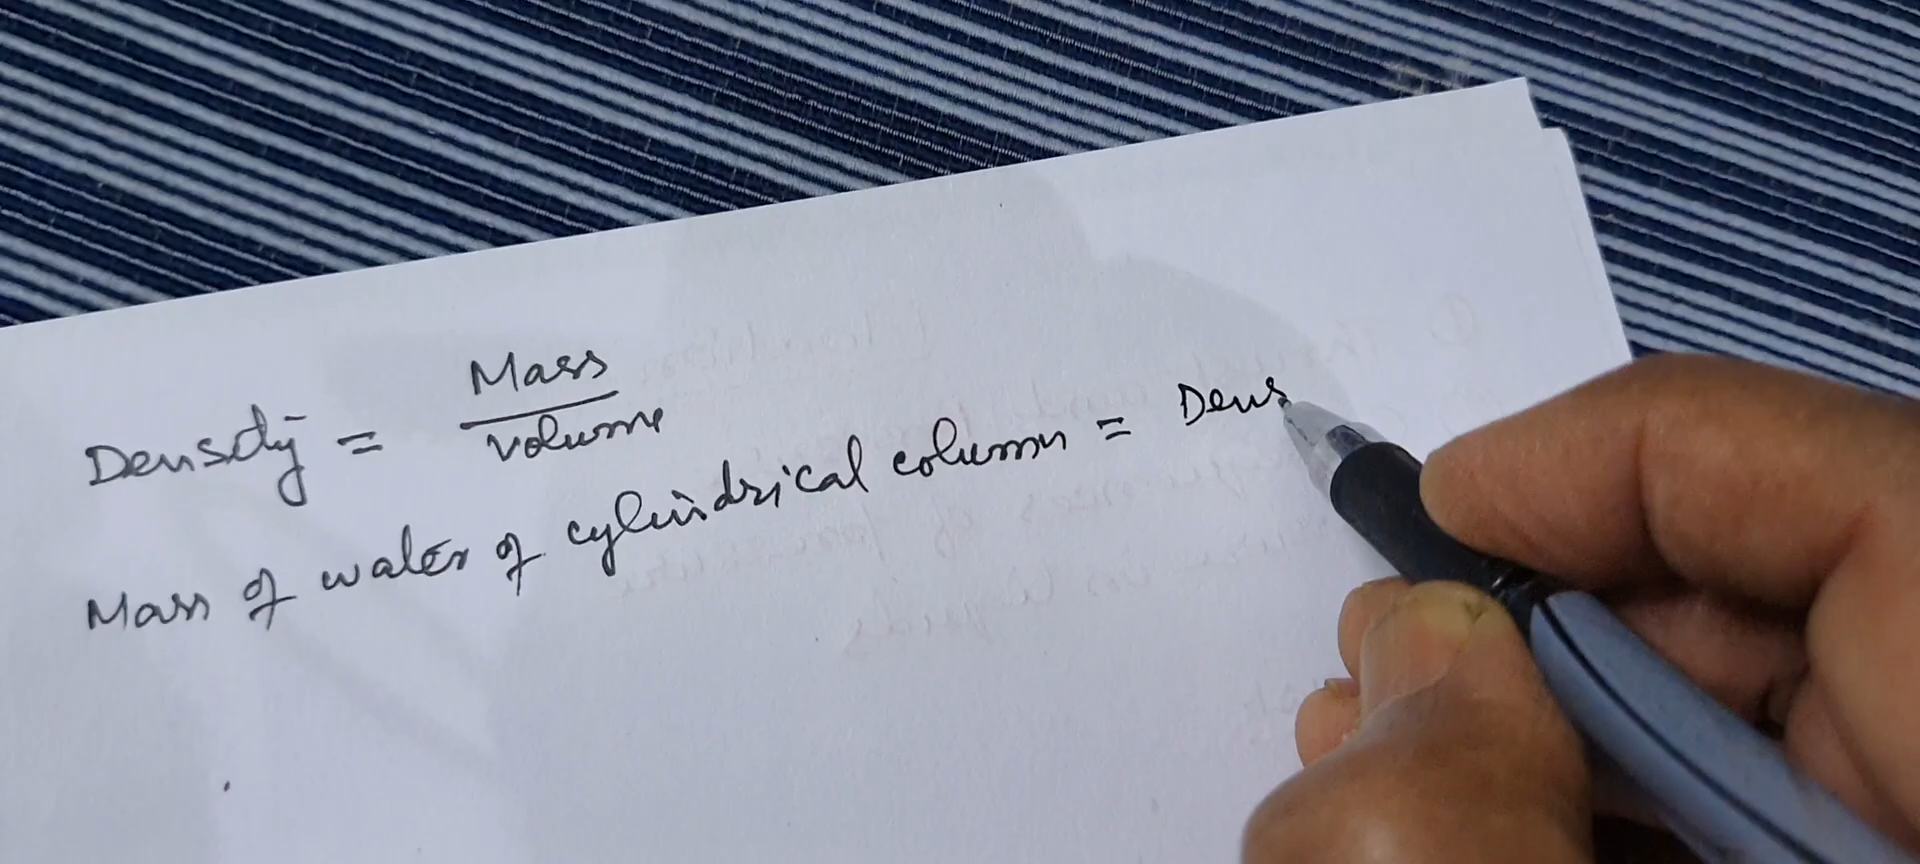 Density = Mass / Volume
Mass of water of cylindrical column = Dens